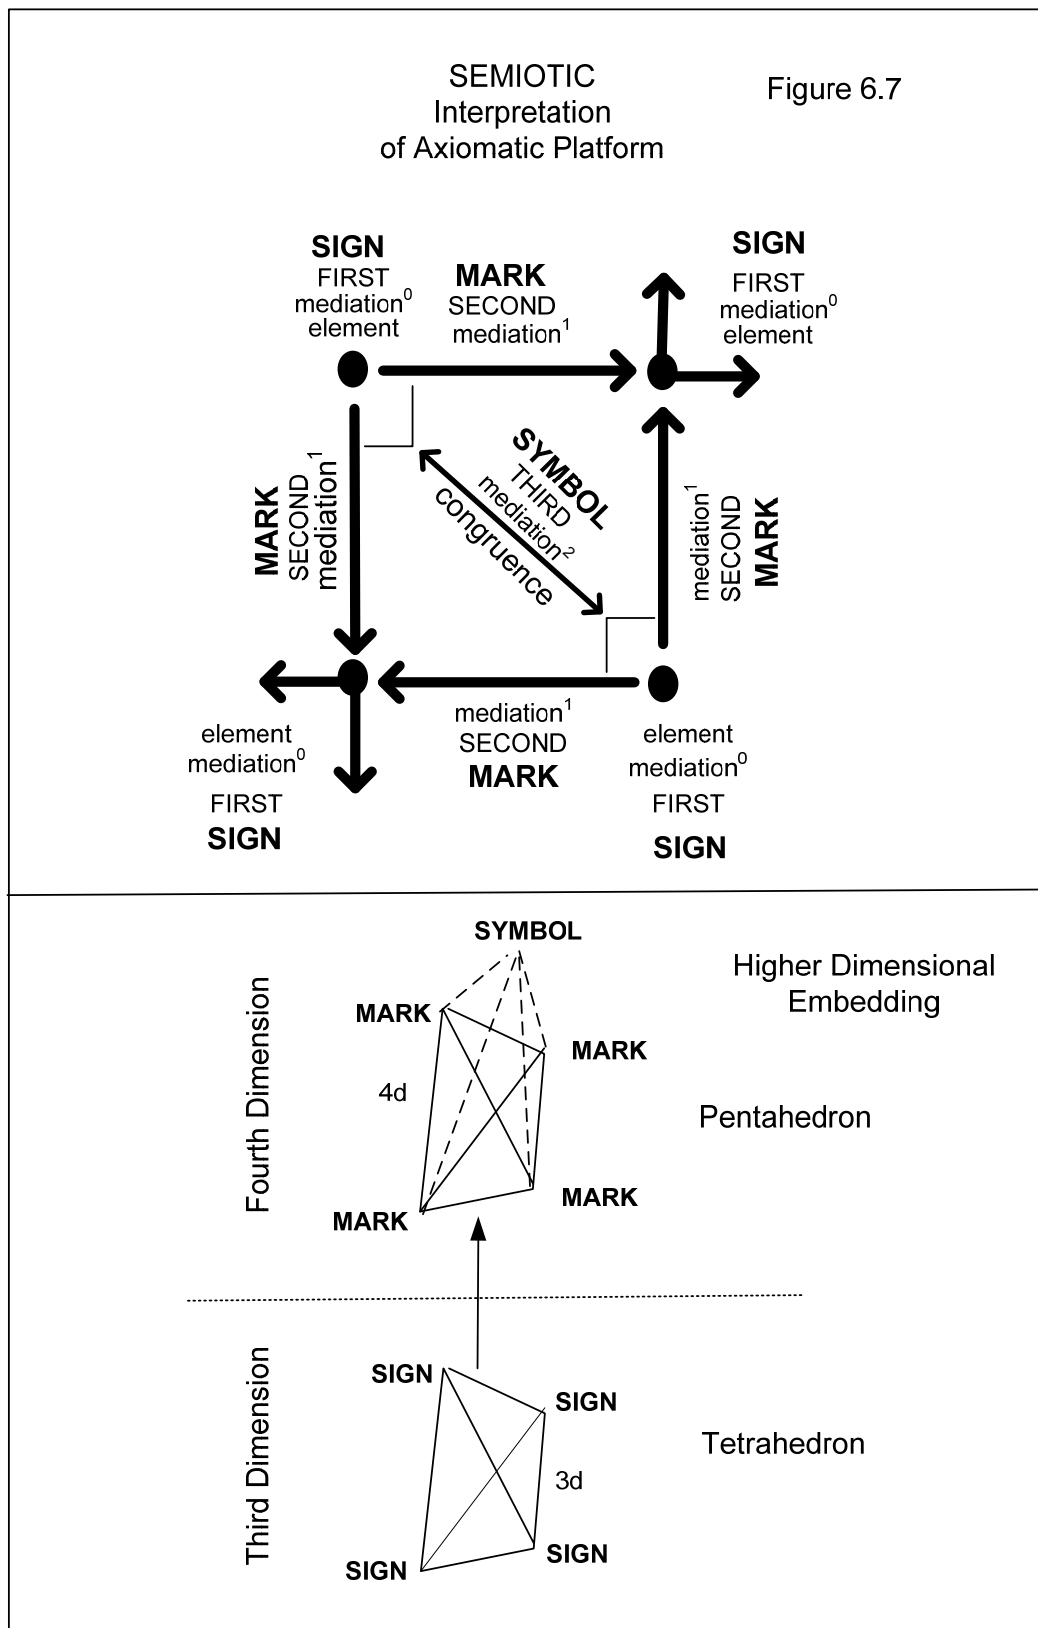 SEMIOTIC
Interpretation
of Axiomatic Platform
Figure 6.7
SIGN
FIRST
mediation⁰
element
MARK
SECOND
mediation¹
SIGN
FIRST
mediation⁰
element
MARK
SECOND
mediation¹
SYMBOL
THIRD
mediation²
congruence
mediation¹
SECOND
MARK
element
mediation⁰
FIRST
SIGN
mediation¹
SECOND
MARK
element
mediation⁰
FIRST
SIGN
SYMBOL
Higher Dimensional
Embedding
Fourth Dimension
MARK
MARK
4d
Pentahedron
MARK
MARK
Third Dimension
SIGN
SIGN
Tetrahedron
3d
SIGN
SIGN